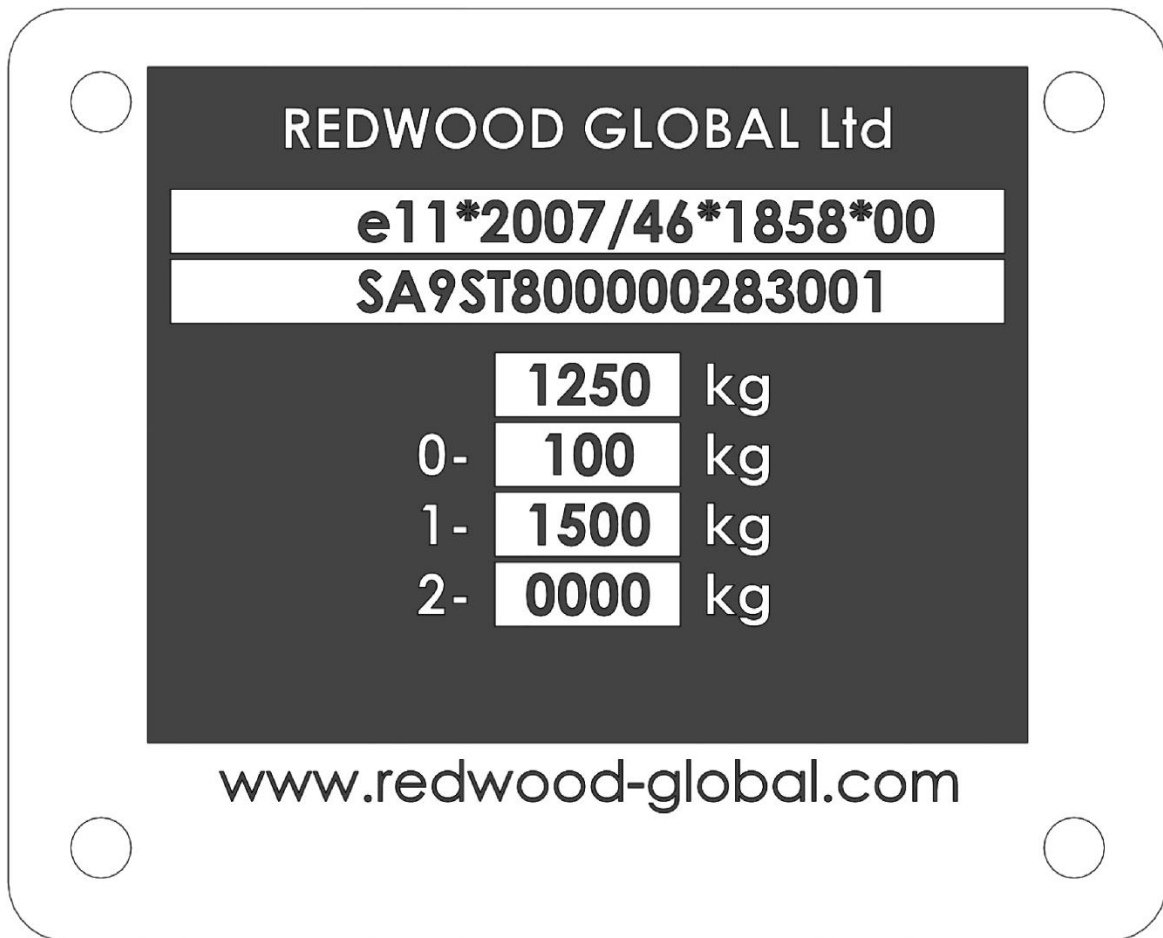 REDWOOD GLOBAL Ltd
e11*2007/46*1858*00
SA9ST800000283001
1250 kg
0- 100 kg
1- 1500 kg
2- 0000 kg
www.redwood-global.com